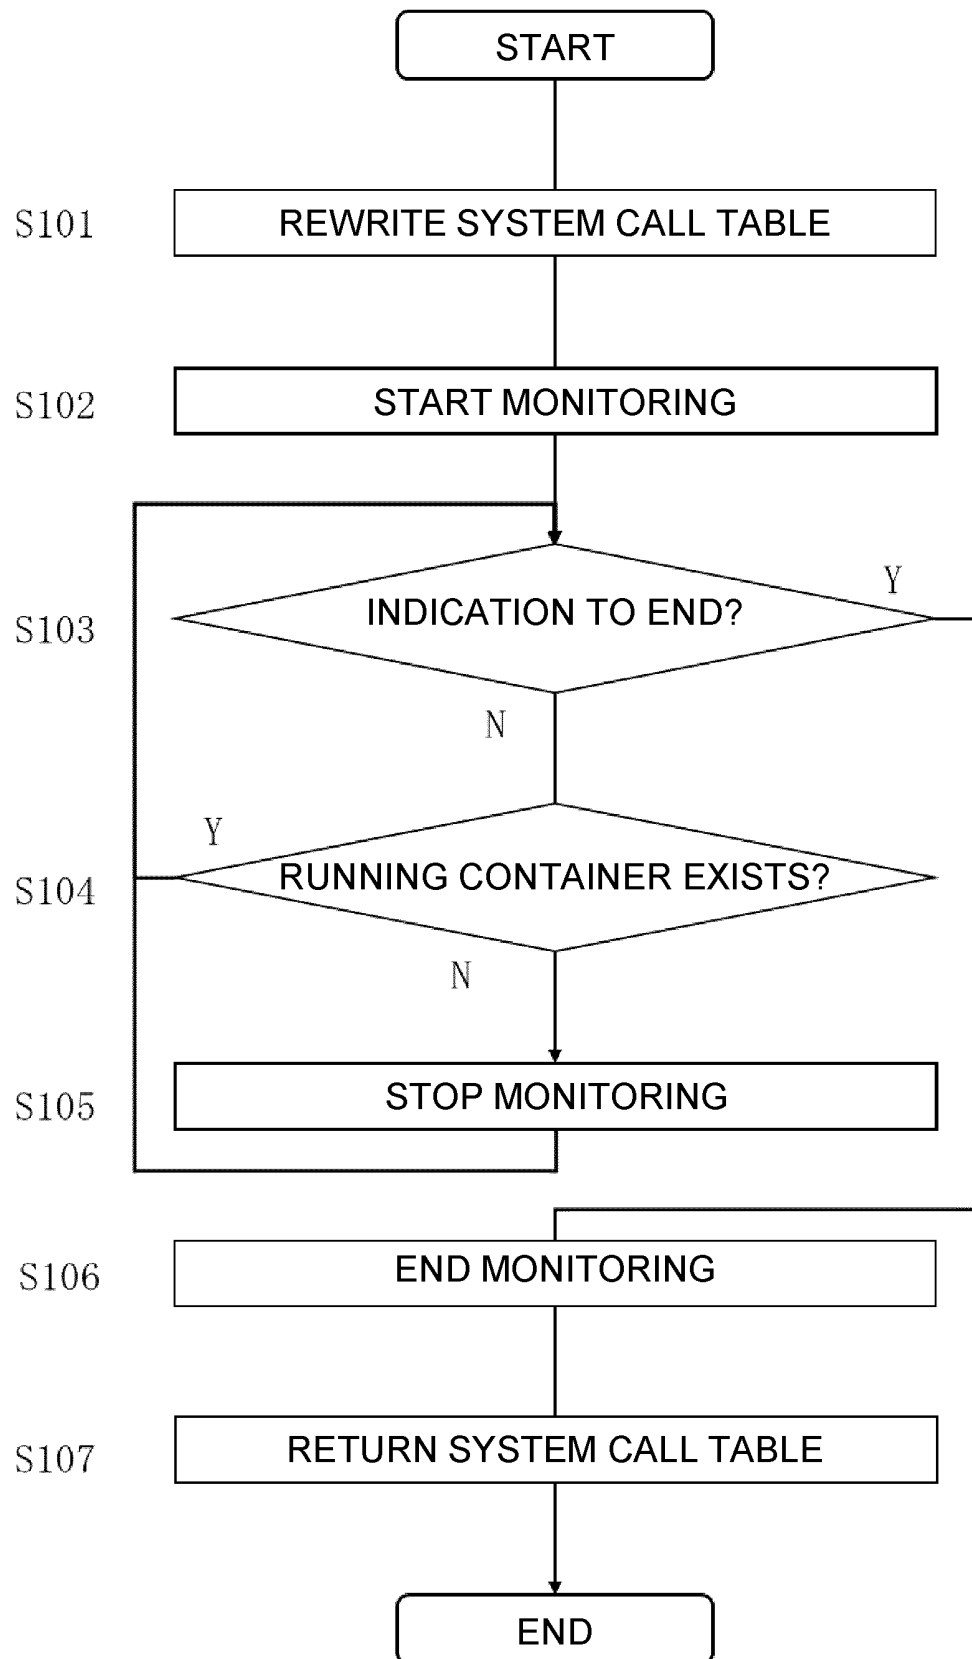 START
S101
REWRITE SYSTEM CALL TABLE
S102
START MONITORING
S103
INDICATION TO END?
Y
N
S104
Y
RUNNING CONTAINER EXISTS?
N
S105
STOP MONITORING
S106
END MONITORING
S107
RETURN SYSTEM CALL TABLE
END